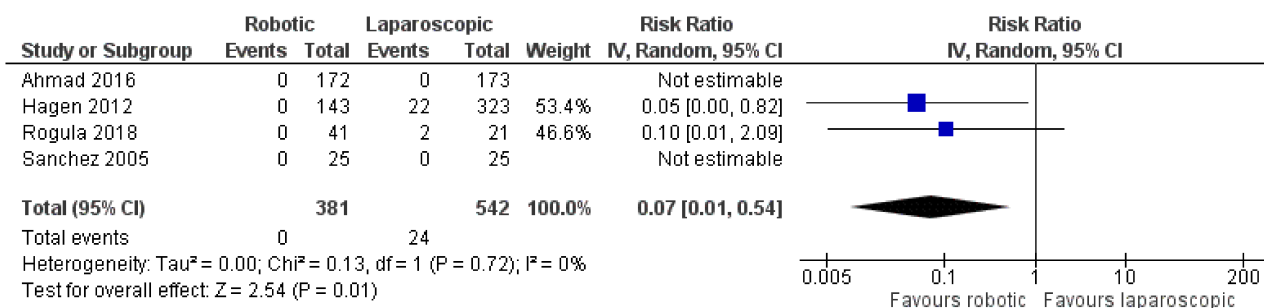 Robotic Laparoscopic Risk Ratio Risk Ratio
Study or Subgroup Events Total Events Total Weight IV, Random, 95% CI IV, Random, 95% CI
Ahmad 2016 0 172 0 173 Not estimable
Hagen 2012 0 143 22 323 53.4% 0.05 [0.00, 0.82]
Rogula 2018 0 41 2 21 46.6% 0.10 [0.01, 2.09]
Sanchez 2005 0 25 0 25 Not estimable
Total (95% CI) 381 542 100.0% 0.07 [0.01, 0.54]
Total events 0 24
Heterogeneity: Tau² = 0.00; Chi² = 0.13, df = 1 (P = 0.72); I² = 0%
Test for overall effect: Z = 2.54 (P = 0.01)
0.005 0.1 1 10 200
Favours robotic Favours laparoscopic